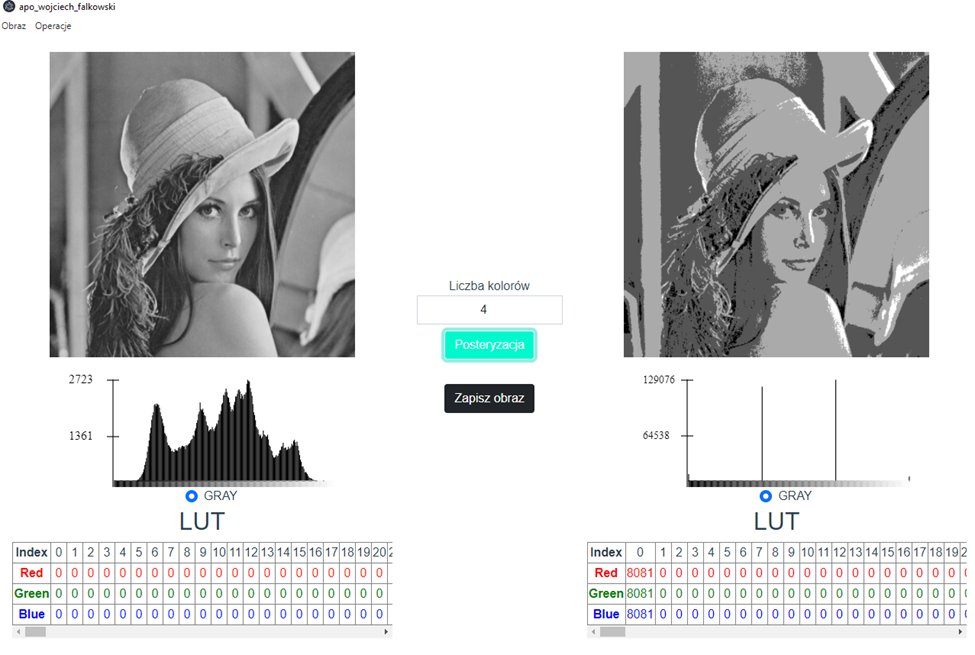 apo_wojciech_falkowski
Obraz Operacje
Liczba kolorów
4
Posteryzacja
Zapisz obraz
2723
1361
GRAY
LUT
Index 0 1 2 3 4 5 6 7 8 9 10 11 12 13 14 15 16 17 18 19 20
Red 0 0 0 0 0 0 0 0 0 0 0 0 0 0 0 0 0 0 0 0 0
Green 0 0 0 0 0 0 0 0 0 0 0 0 0 0 0 0 0 0 0 0 0
Blue 0 0 0 0 0 0 0 0 0 0 0 0 0 0 0 0 0 0 0 0 0
129076
64538
GRAY
LUT
Index 0 1 2 3 4 5 6 7 8 9 10 11 12 13 14 15 16 17 18 19
Red 8081 0 0 0 0 0 0 0 0 0 0 0 0 0 0 0 0 0 0 0
Green 8081 0 0 0 0 0 0 0 0 0 0 0 0 0 0 0 0 0 0 0
Blue 8081 0 0 0 0 0 0 0 0 0 0 0 0 0 0 0 0 0 0 0